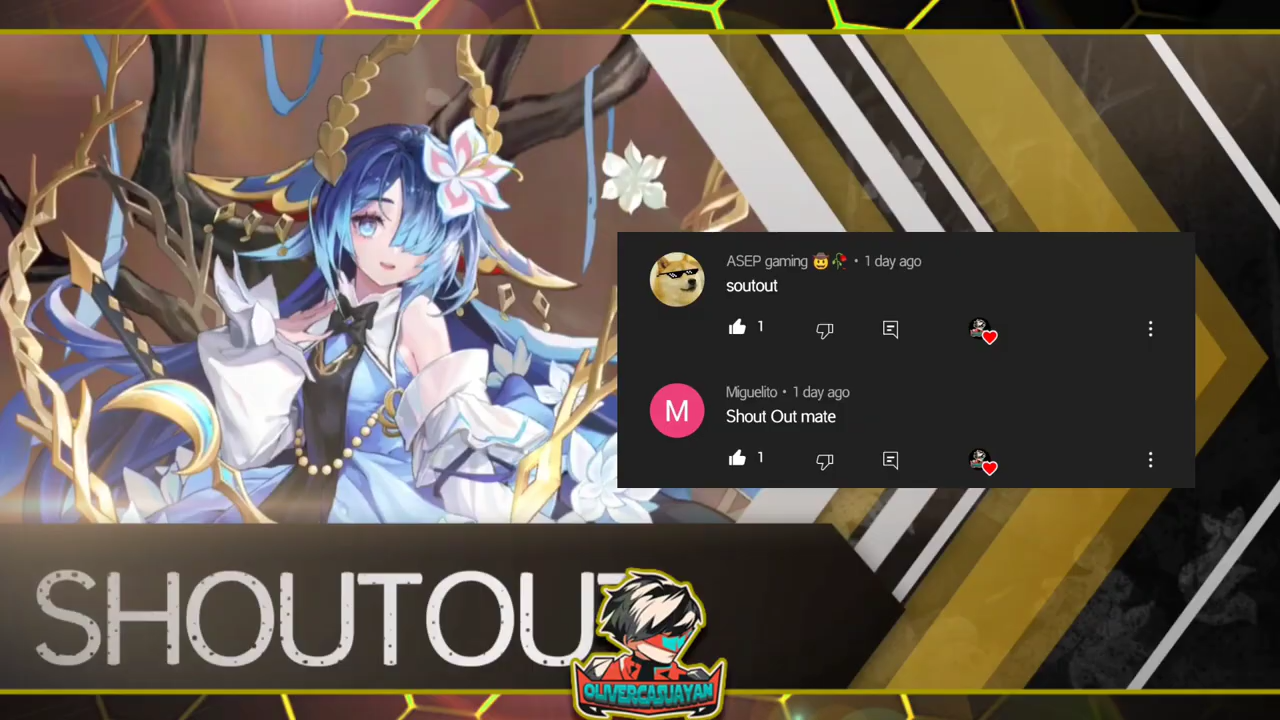 ASEP gaming 🤠🥀 • 1 day ago
soutout
1
M
Miguelito • 1 day ago
Shout Out mate
1
SHOUTOUT
OLIVERCASUAYAN